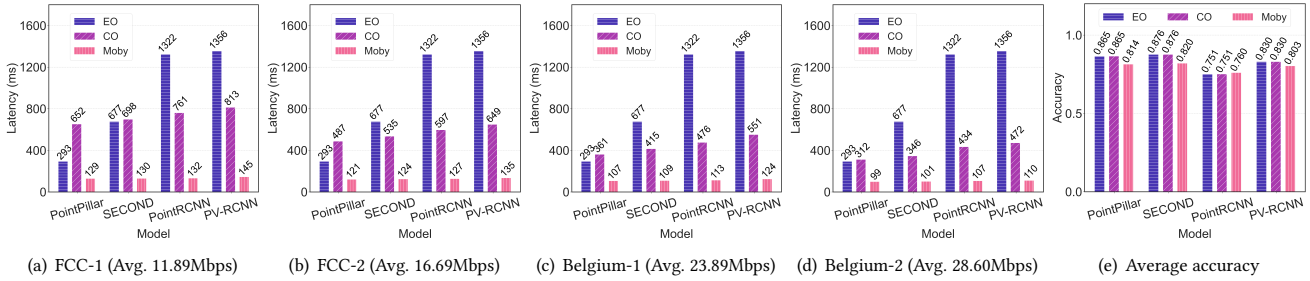 1600
1200
800
400
0
Latency (ms)
EO
CO
Moby
293
652
129
677
698
130
1322
761
132
1356
813
145
PointPillar
SECOND
PointRCNN
PV-RCNN
Model
(a) FCC-1 (Avg. 11.89Mbps)
1600
1200
800
400
0
Latency (ms)
EO
CO
Moby
293
487
121
677
535
124
1322
597
127
1356
649
135
PointPillar
SECOND
PointRCNN
PV-RCNN
Model
(b) FCC-2 (Avg. 16.69Mbps)
1600
1200
800
400
0
Latency (ms)
EO
CO
Moby
293
361
107
677
415
109
1322
476
113
1356
551
124
PointPillar
SECOND
PointRCNN
PV-RCNN
Model
(c) Belgium-1 (Avg. 23.89Mbps)
1600
1200
800
400
0
Latency (ms)
EO
CO
Moby
293
312
99
677
346
101
1322
434
107
1356
472
110
PointPillar
SECOND
PointRCNN
PV-RCNN
Model
(d) Belgium-2 (Avg. 28.60Mbps)
1.0
0.5
0.0
Accuracy
EO
CO
Moby
0.865
0.865
0.814
0.876
0.876
0.820
0.751
0.751
0.760
0.830
0.830
0.803
PointPillar
SECOND
PointRCNN
PV-RCNN
Model
(e) Average accuracy